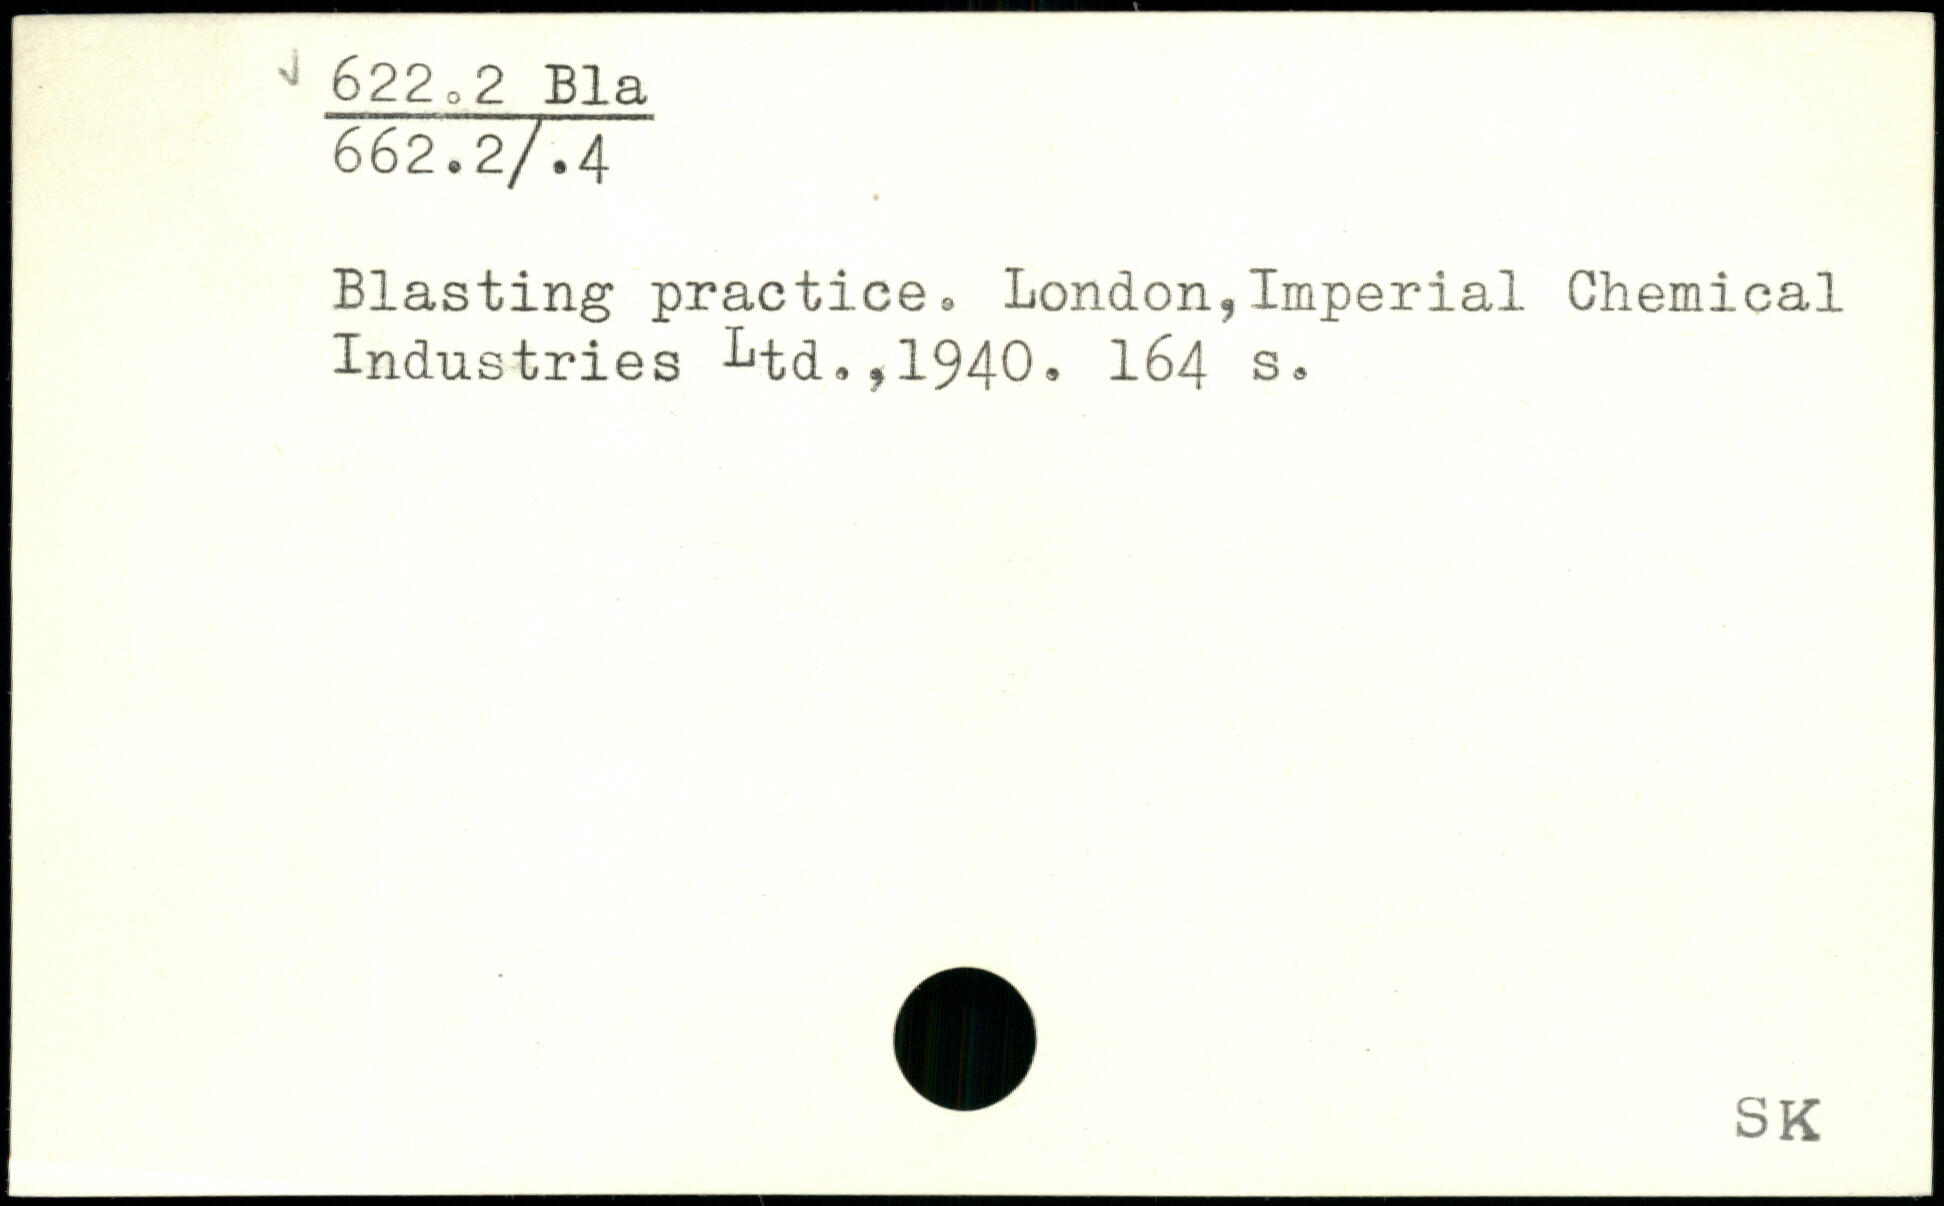 622.2 Bla
662.2/.4
Blasting practice. London,Imperial Chemical
Industries Ltd.,1940. 164 s.
SK